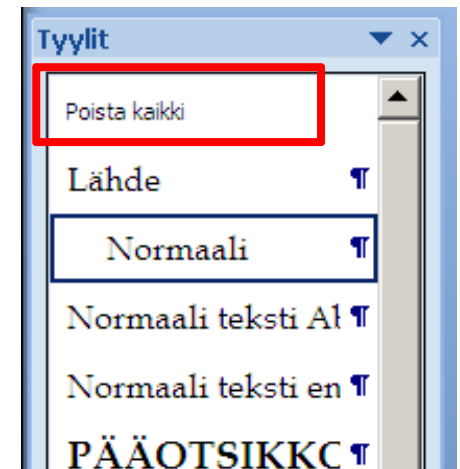 Tyylit
Poista kaikki
Lähde ¶
Normaali ¶
Normaali teksti Al ¶
Normaali teksti en ¶
PÄÄOTSIKKO ¶